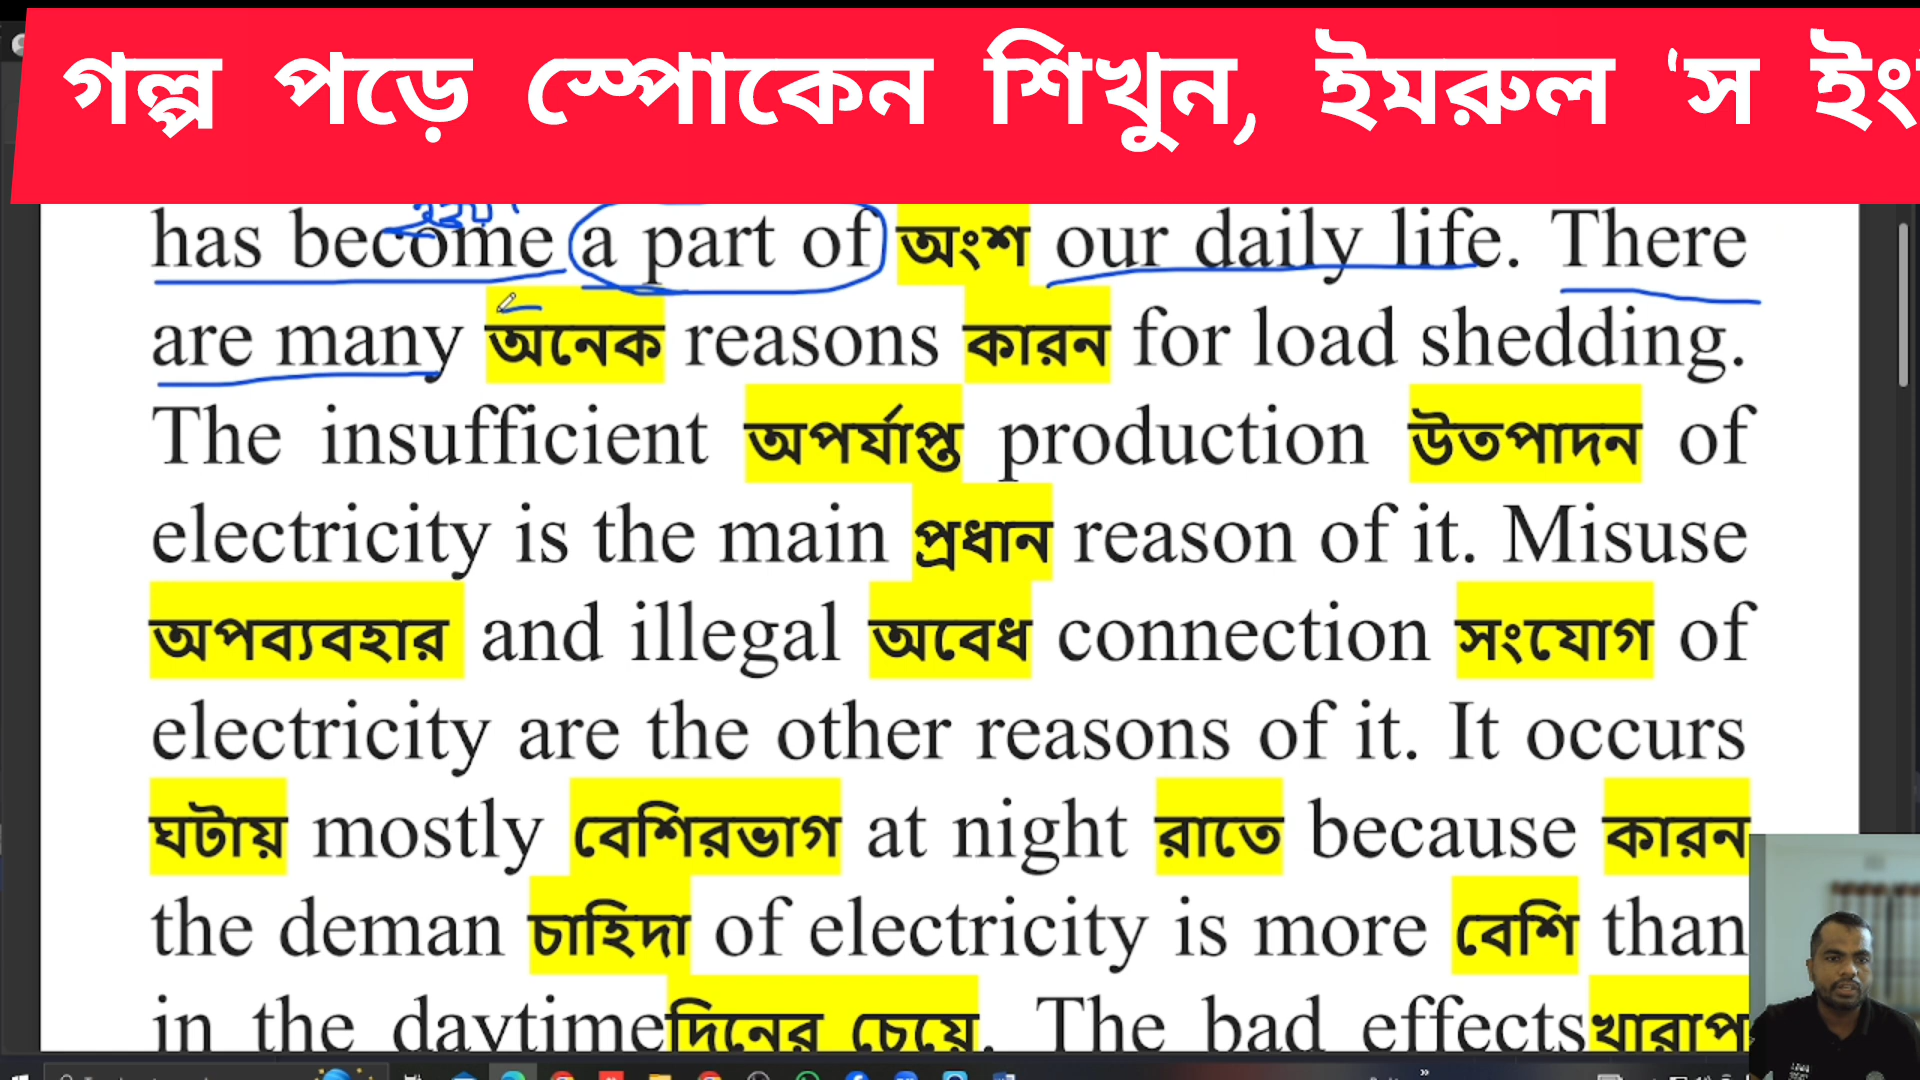 গল্প পড়ে স্পোকেন শিখুন, ইমরুল 'স
has become a part of অংশ our daily life. There
are many অনেক reasons কারন for load shedding.
The insufficient অপর্যাপ্ত production উতপাদন of
electricity is the main প্রধান reason of it. Misuse
অপব্যবহার and illegal অবেধ connection সংযোগ of
electricity are the other reasons of it. It occurs
ঘটায় mostly বেশিরভাগ at night রাতে because কারন
the deman চাহিদা of electricity is more বেশি than
in the daytimeদিনের চেয়ে. The bad effectsখারাপ